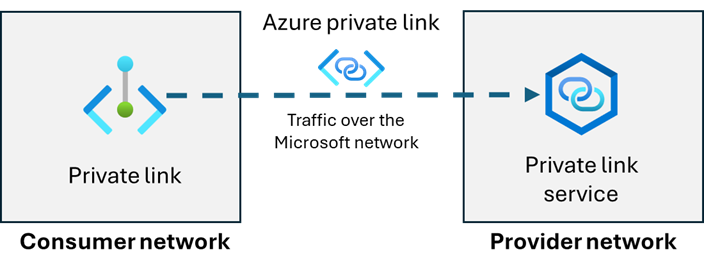 Azure private link
Traffic over the
Microsoft network
Private link
Private link
service
Consumer network
Provider network